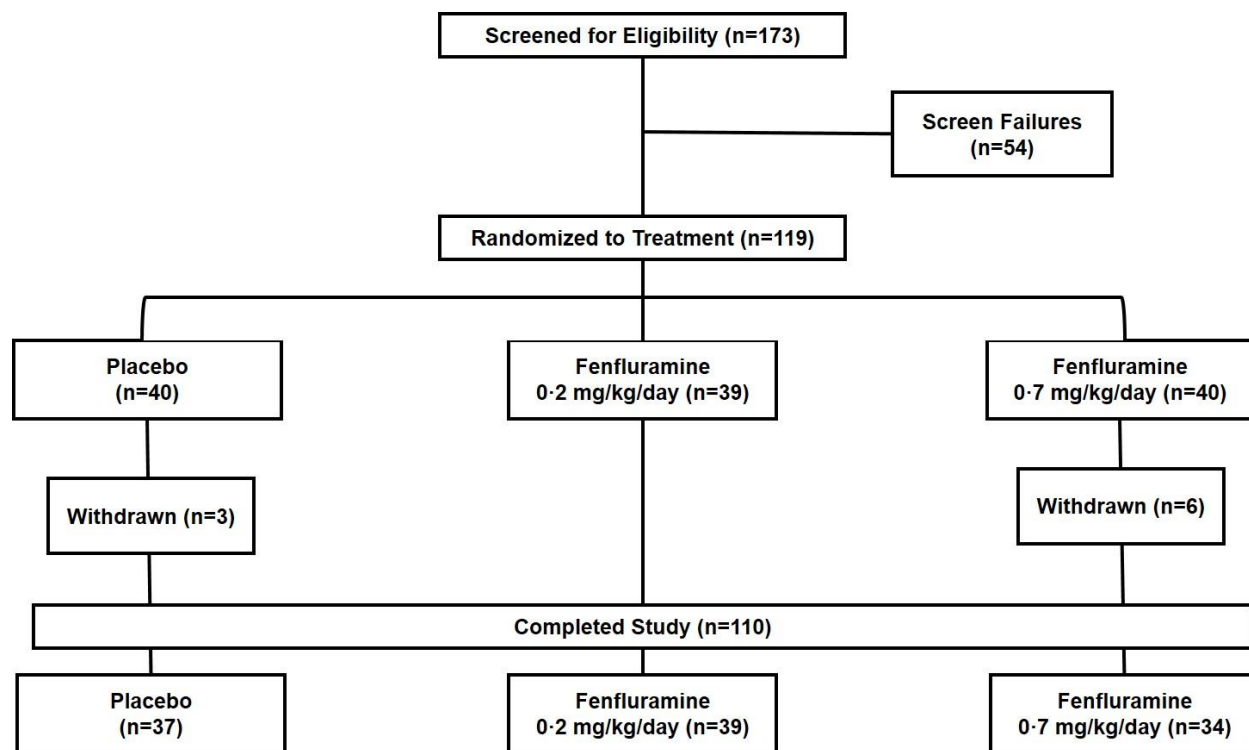 Screened for Eligibility (n=173)
Screen Failures
(n=54)
Randomized to Treatment (n=119)
Placebo
(n=40)
Fenfluramine
0·2 mg/kg/day (n=39)
Fenfluramine
0·7 mg/kg/day (n=40)
Withdrawn (n=3)
Withdrawn (n=6)
Completed Study (n=110)
Placebo
(n=37)
Fenfluramine
0·2 mg/kg/day (n=39)
Fenfluramine
0·7 mg/kg/day (n=34)